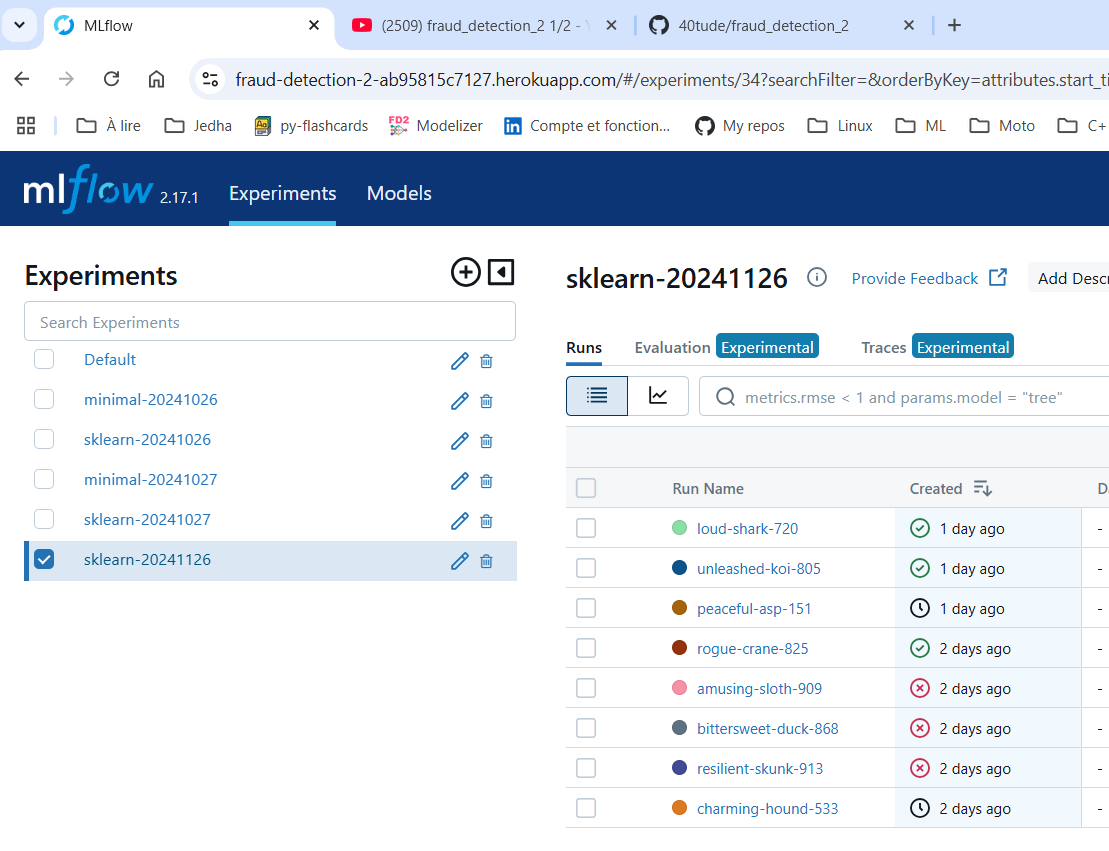 MLflow
(2509) fraud_detection_2 1/2 -
40tude/fraud_detection_2
fraud-detection-2-ab95815c7127.herokuapp.com/#/experiments/34?searchFilter=&orderByKey=attributes.start_ti
À lire
Jedha
py-flashcards
FD2
Modelizer
Compte et fonction...
My repos
Linux
ML
Moto
C+
mlflow 2.17.1
Experiments
Models
Experiments
Search Experiments
Default
minimal-20241026
sklearn-20241026
minimal-20241027
sklearn-20241027
sklearn-20241126
sklearn-20241126
Provide Feedback
Add Descr
Runs
Evaluation Experimental
Traces Experimental
metrics.rmse < 1 and params.model = "tree"
Run Name Created D
loud-shark-720 1 day ago -
unleashed-koi-805 1 day ago -
peaceful-asp-151 1 day ago -
rogue-crane-825 2 days ago -
amusing-sloth-909 2 days ago -
bittersweet-duck-868 2 days ago -
resilient-skunk-913 2 days ago -
charming-hound-533 2 days ago -